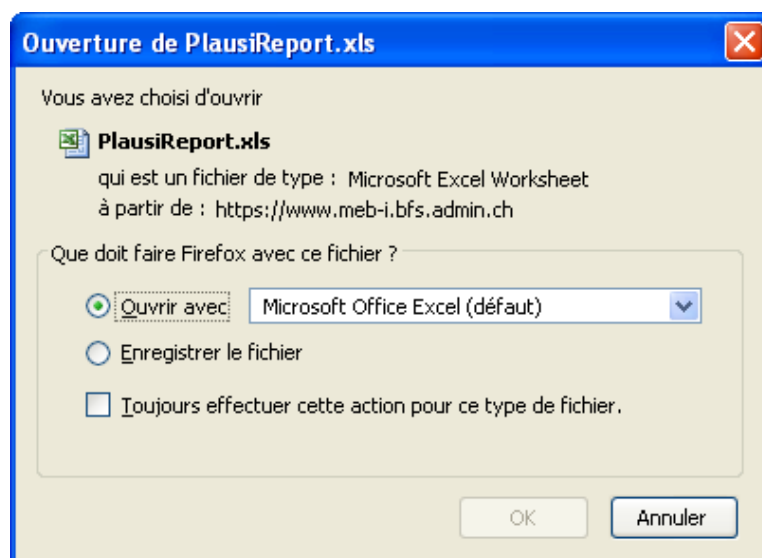 Ouverture de PlausiReport.xls
Vous avez choisi d'ouvrir
PlausiReport.xls
qui est un fichier de type : Microsoft Excel Worksheet
à partir de : https://www.meb-i.bfs.admin.ch
Que doit faire Firefox avec ce fichier ?
Ouvrir avec Microsoft Office Excel (défaut)
Enregistrer le fichier
Toujours effectuer cette action pour ce type de fichier.
OK Annuler